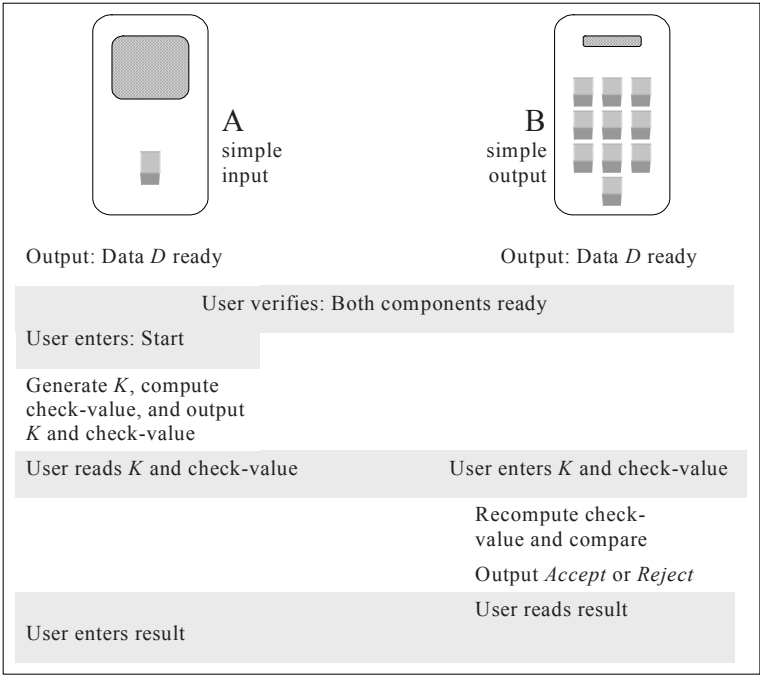 A
simple
input
B
simple
output
Output: Data D ready
Output: Data D ready
User verifies: Both components ready
User enters: Start
Generate K, compute
check-value, and output
K and check-value
User reads K and check-value
User enters K and check-value
Recompute check-
value and compare
Output Accept or Reject
User reads result
User enters result